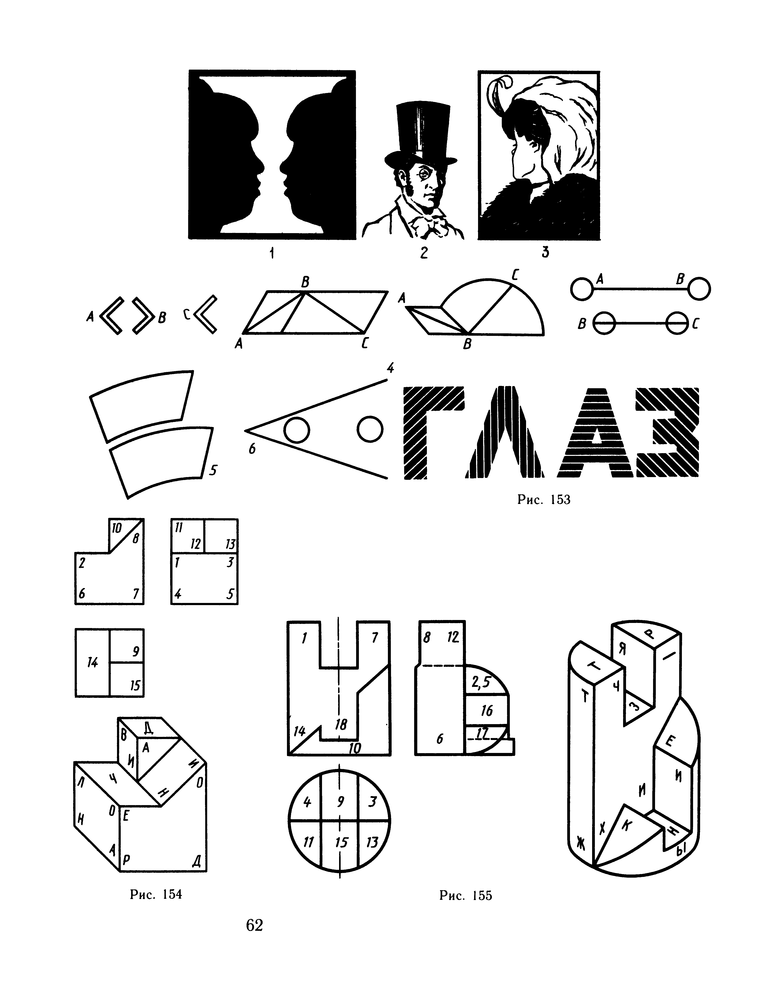 1 2 3
A B C
B
A C
C
A
B
A B
B C
4
6
5
ГЛАЗ
Рис. 153
10
8
2
6 7
11
12 13
1 3
4 5
14 9
15
Д
В А
И И
Л Ч О
Н
О Е
Н
А Р Д
Рис. 154
1 7
14 18
10
8 12
2,5
16
6 17
4 9 3
11 15 13
Р
Я
Т
Т Ч
З
Е
И
И
Х К Н
Ж Ы
Рис. 155
62